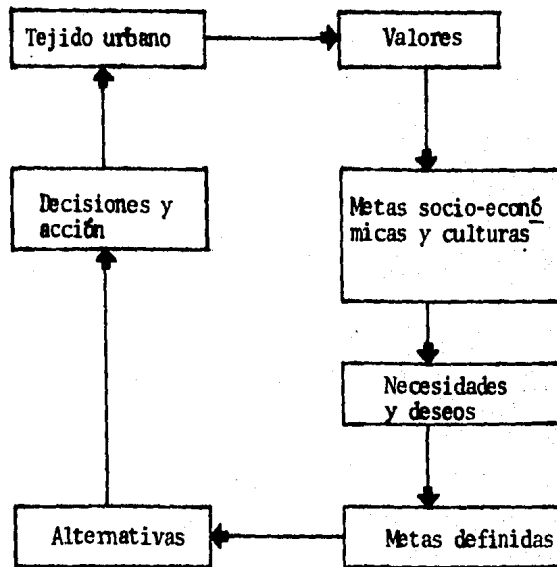 Tejido urbano
Valores
Decisiones y
acción
Metas socio-econó
micas y culturas
Necesidades
y deseos
Alternativas
Metas definidas